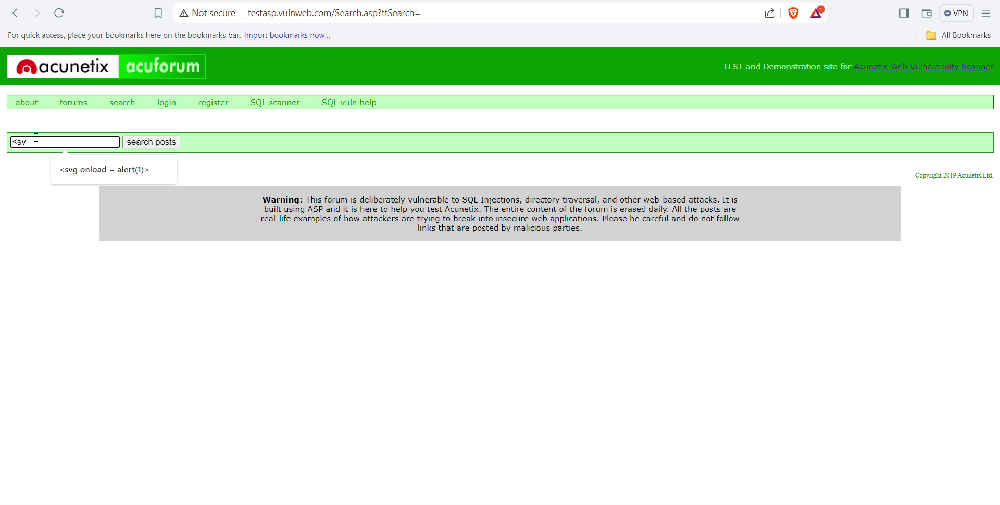 Not secure testasp.vulnweb.com/Search.asp?tfSearch= 1 VPN
For quick access, place your bookmarks here on the bookmarks bar. Import bookmarks now... All Bookmarks
acunetix acuforum TEST and Demonstration site for Acunetix Web Vulnerability Scanner
about - forums - search - login - register - SQL scanner - SQL vuln help
<sv search posts
<svg onload = alert(1)>
Copyright 2019 Acunetix Ltd.
Warning: This forum is deliberately vulnerable to SQL Injections, directory traversal, and other web-based attacks. It is
built using ASP and it is here to help you test Acunetix. The entire content of the forum is erased daily. All the posts are
real-life examples of how attackers are trying to break into insecure web applications. Please be careful and do not follow
links that are posted by malicious parties.